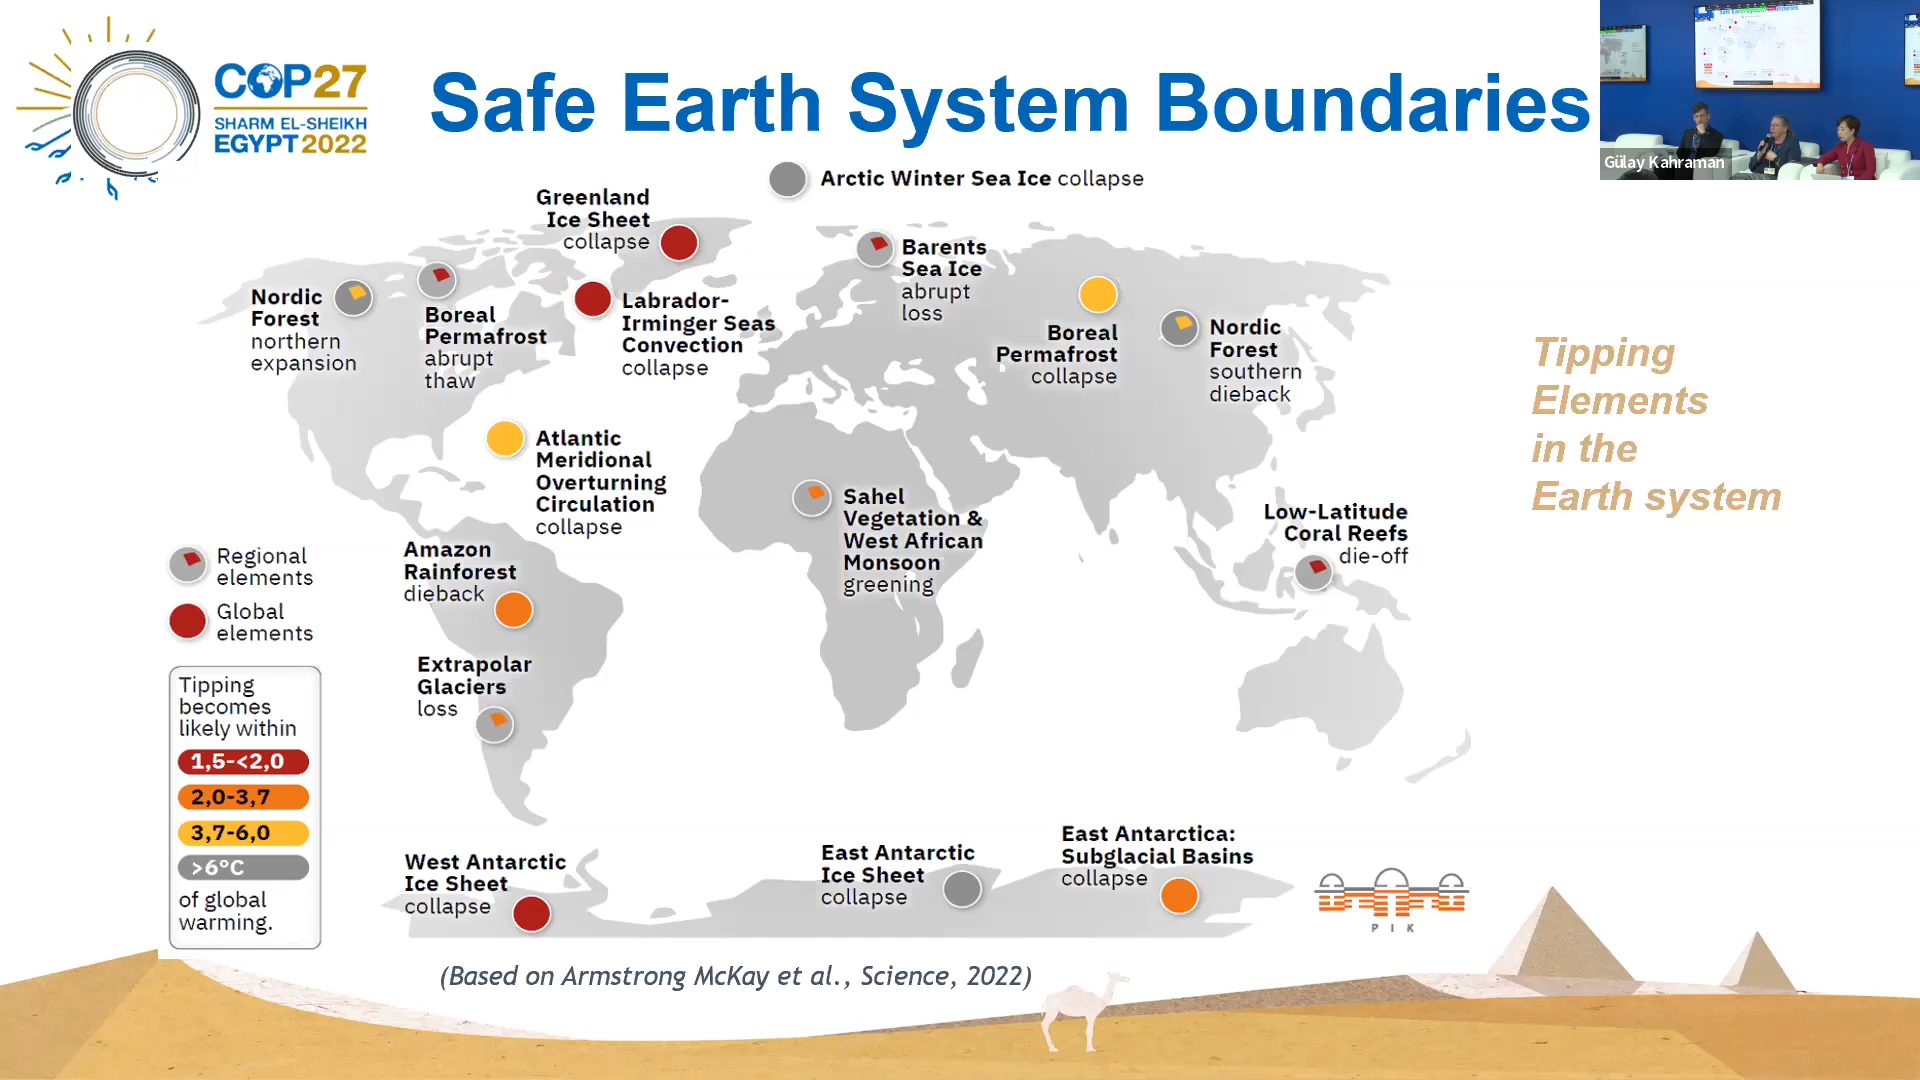 COP27
SHARM EL-SHEIKH
EGYPT 2022
Safe Earth System Boundaries
Gülay Kahraman
Arctic Winter Sea Ice collapse
Greenland
Ice Sheet
collapse
Barents
Sea Ice
abrupt
loss
Nordic
Forest
northern
expansion
Boreal
Permafrost
abrupt
thaw
Labrador-
Irminger Seas
Convection
collapse
Boreal
Permafrost
collapse
Nordic
Forest
southern
dieback
Tipping
Elements
in the
Earth system
Atlantic
Meridional
Overturning
Circulation
collapse
Sahel
Vegetation &
West African
Monsoon
greening
Low-Latitude
Coral Reefs
die-off
Amazon
Rainforest
dieback
Regional
elements
Global
elements
Extrapolar
Glaciers
loss
Tipping
becomes
likely within
1,5-<2,0
2,0-3,7
3,7-6,0
>6°C
of global
warming.
West Antarctic
Ice Sheet
collapse
East Antarctic
Ice Sheet
collapse
East Antarctica:
Subglacial Basins
collapse
PIK
(Based on Armstrong McKay et al., Science, 2022)